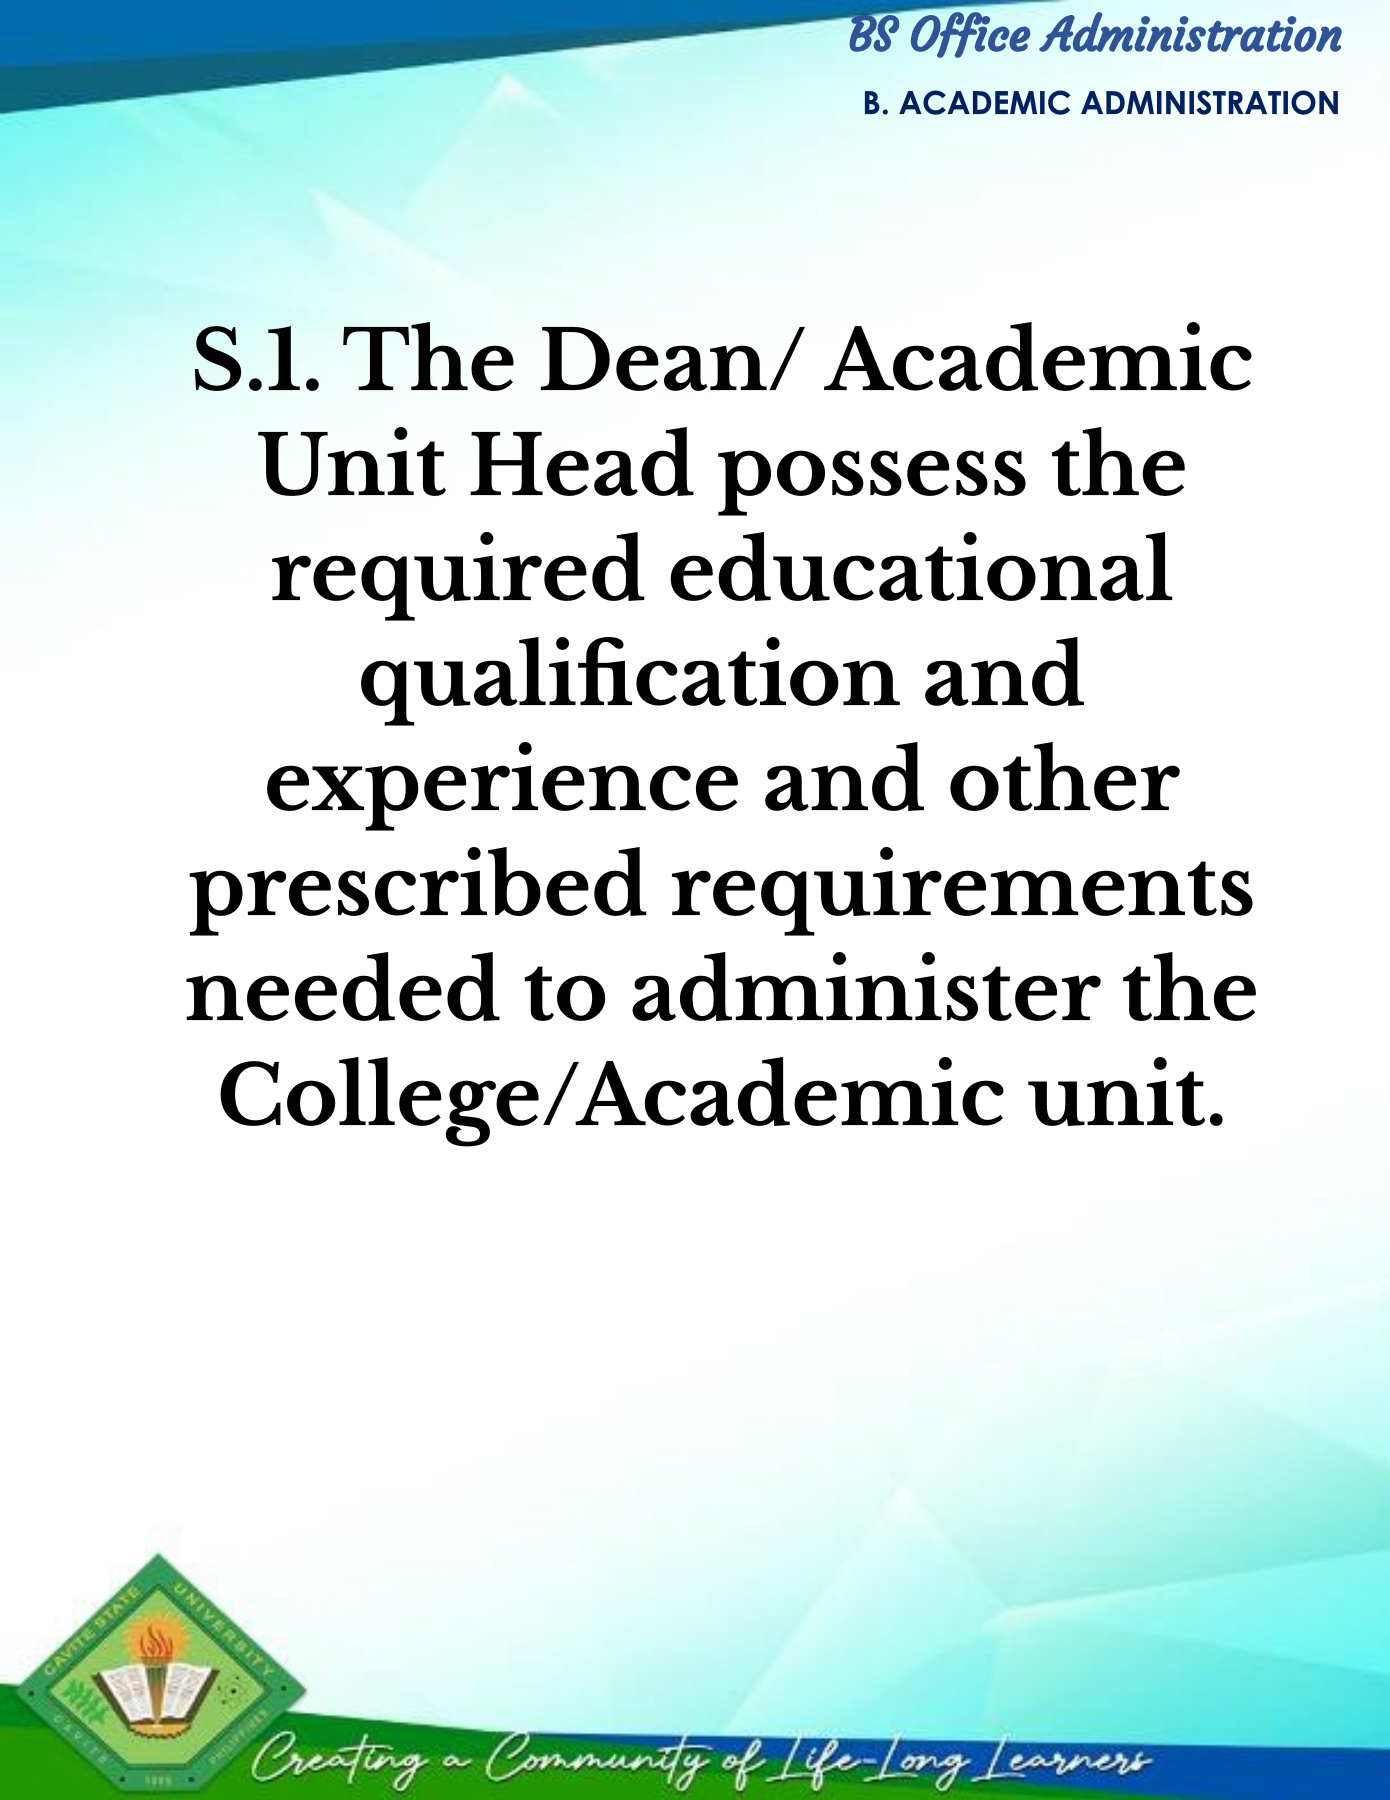 BS Office Administration
B. ACADEMIC ADMINISTRATION
S.1. The Dean/ Academic
Unit Head possess the
required educational
qualification and
experience and other
prescribed requirements
needed to administer the
College/Academic unit.
CAVITE STATE UNIVERSITY
CAVITE PHILIPPINES
Creating a Community of Life-Long Learners